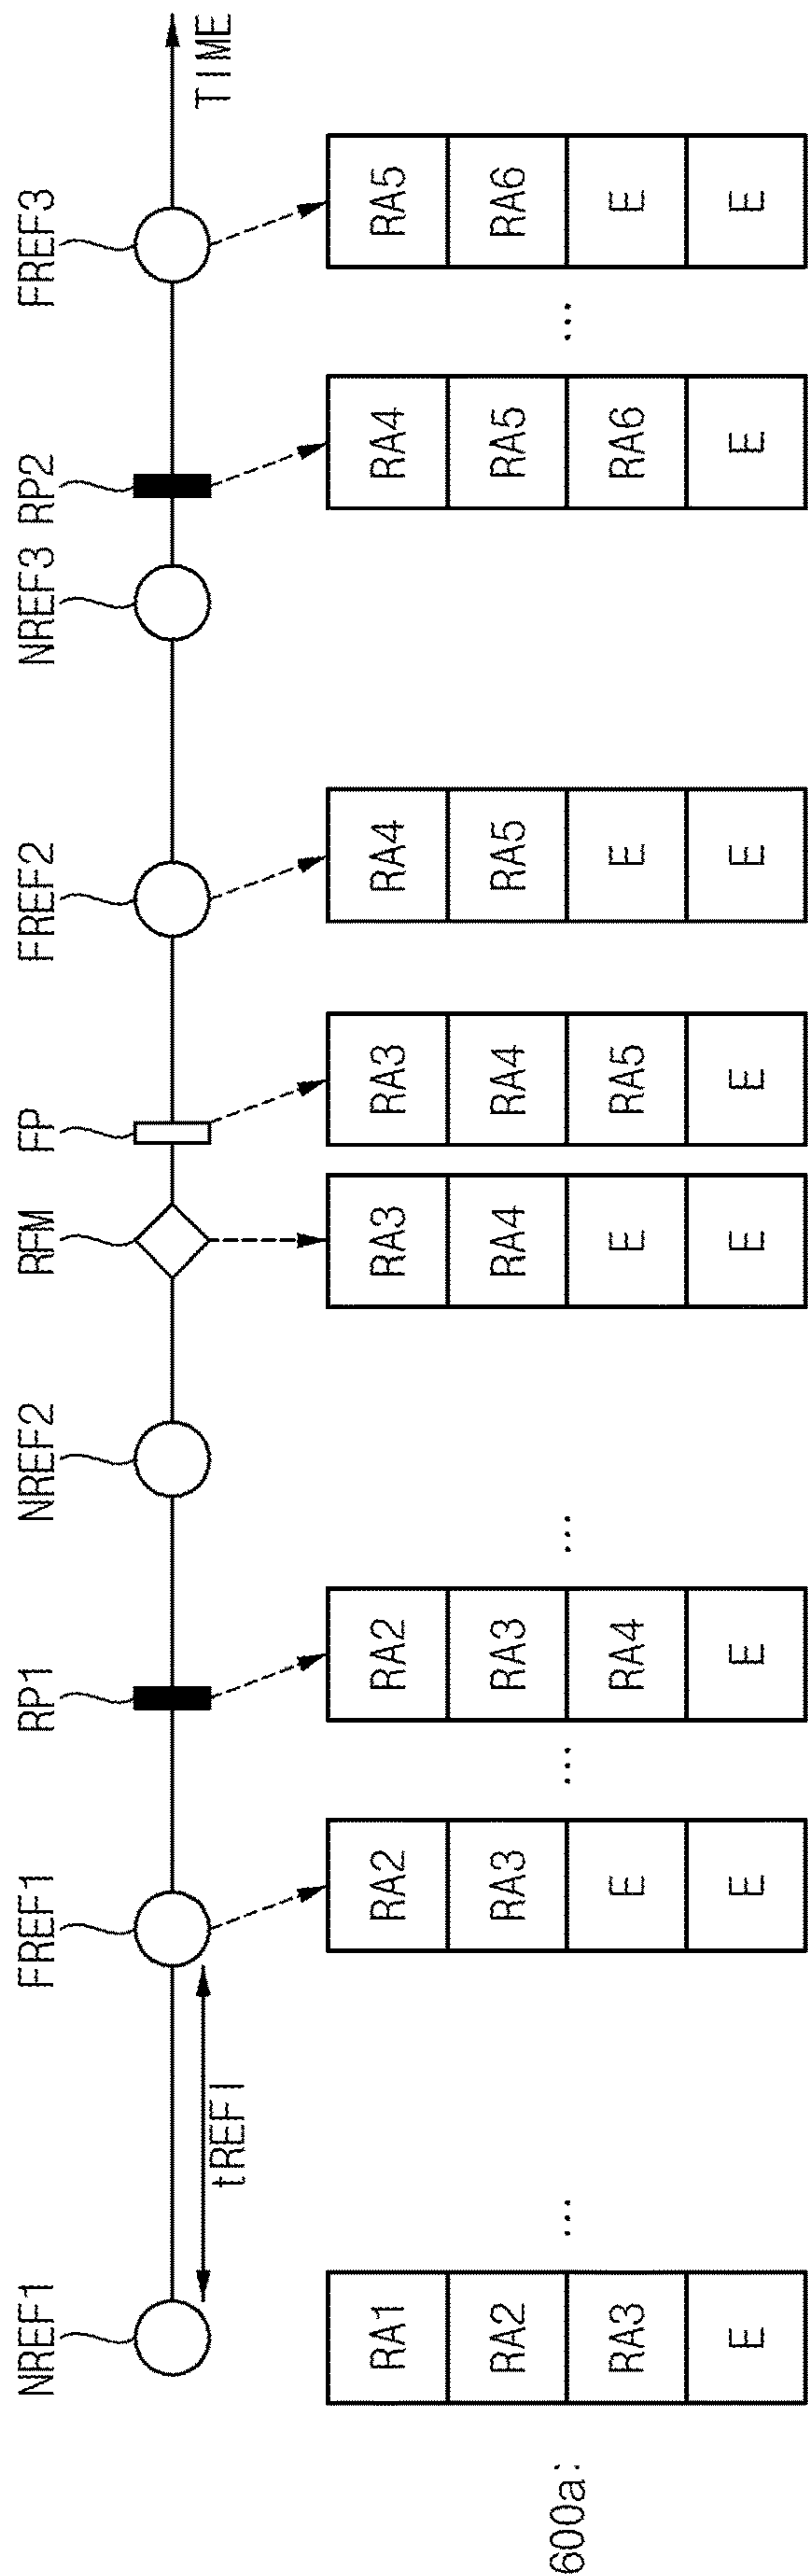 NREF1
FREF1
RP1
NREF2
RFM
FP
FREF2
NREF3
RP2
FREF3
tREFI
TIME
600a:
RA1
RA2
RA3
E
...
RA2
RA3
E
E
...
RA2
RA3
RA4
E
...
RA3
RA4
E
E
RA3
RA4
RA5
E
RA4
RA5
E
E
RA4
RA5
RA6
E
...
RA5
RA6
E
E